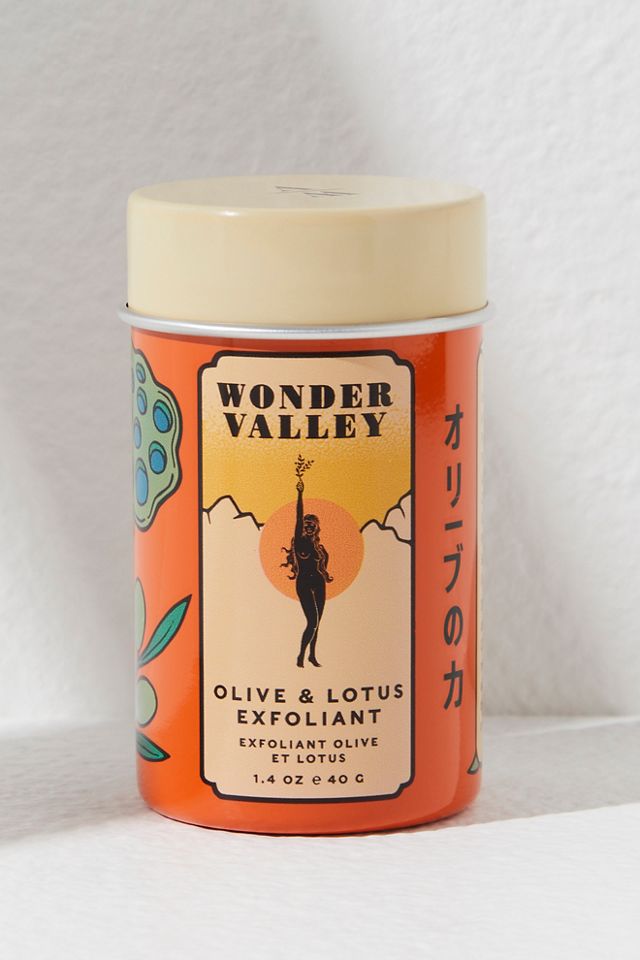 WONDER
VALLEY
OLIVE & LOTUS
EXFOLIANT
EXFOLIANT OLIVE
ET LOTUS
1.4 OZ e 40 G
オリーブの力